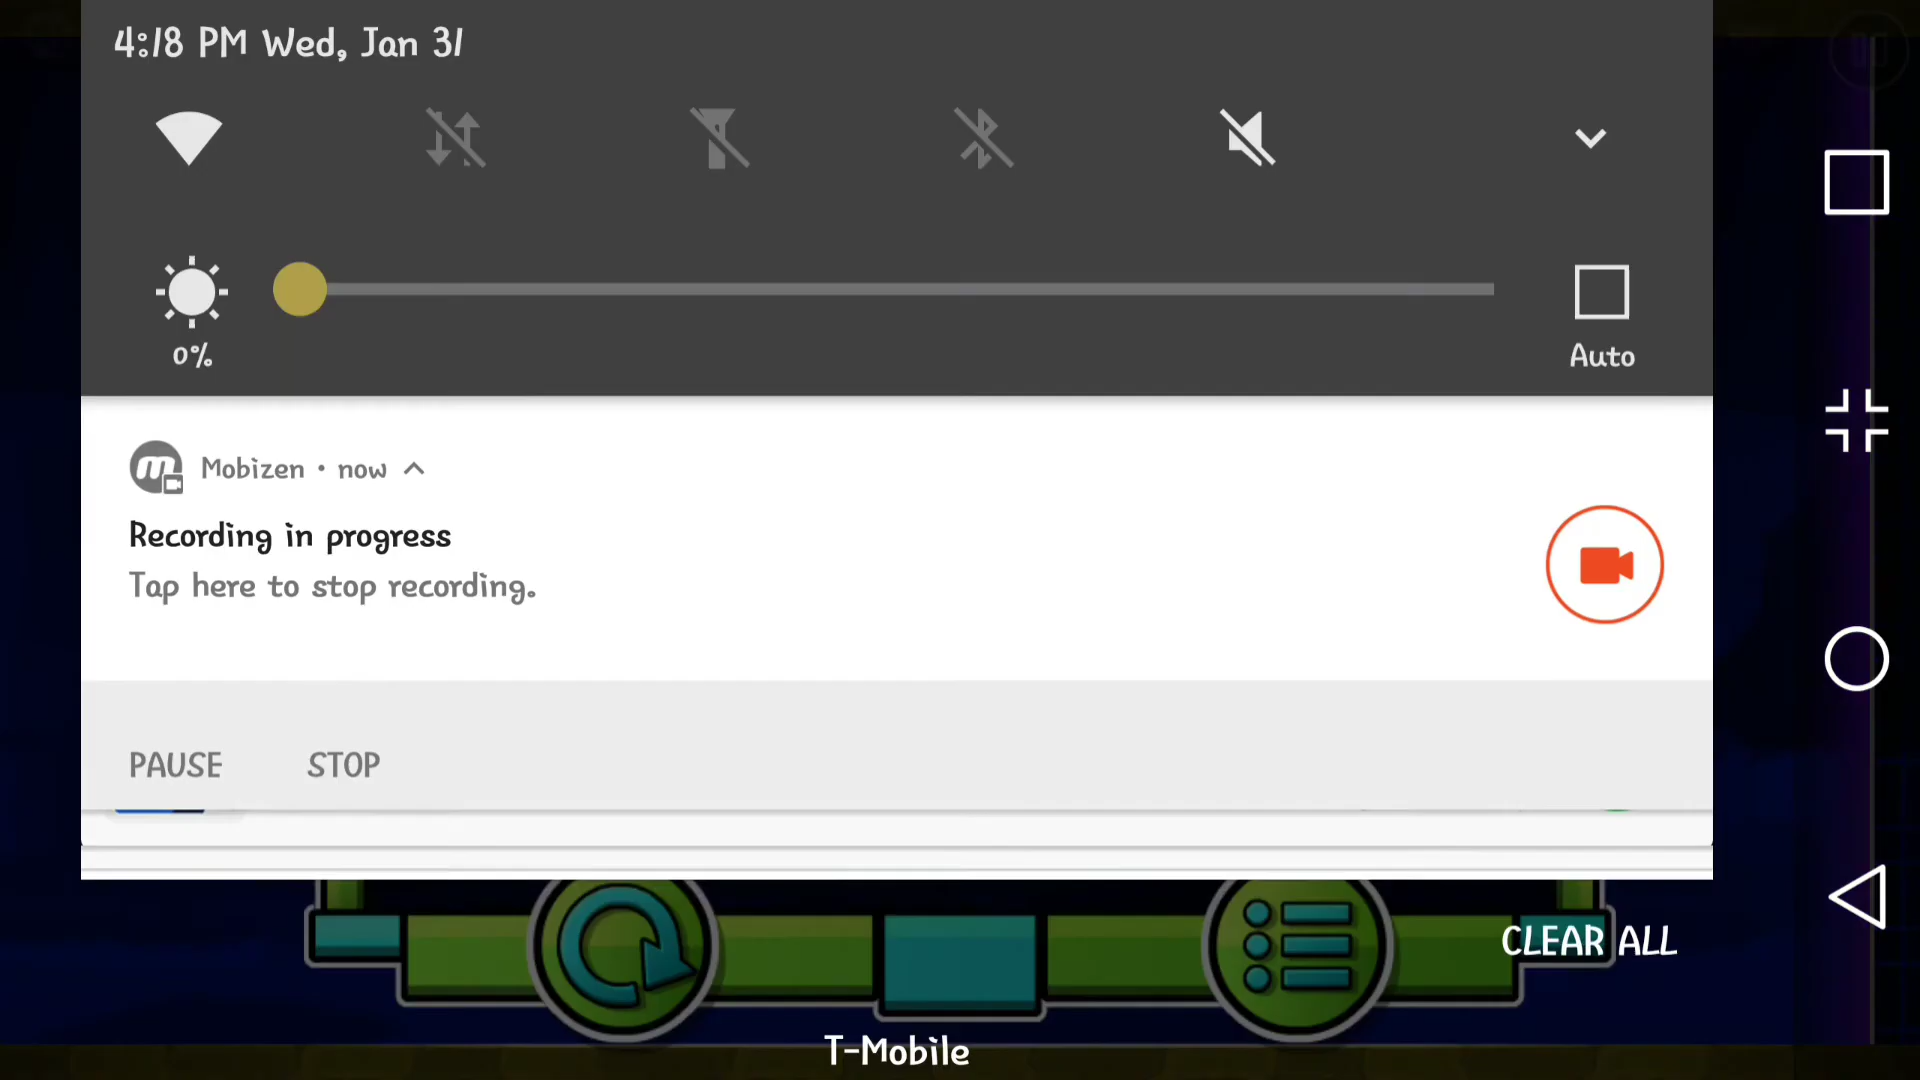 4:18 PM Wed, Jan 31
0%
Auto
Mobizen • now
Recording in progress
Tap here to stop recording.
PAUSE STOP
CLEAR ALL
T-Mobile